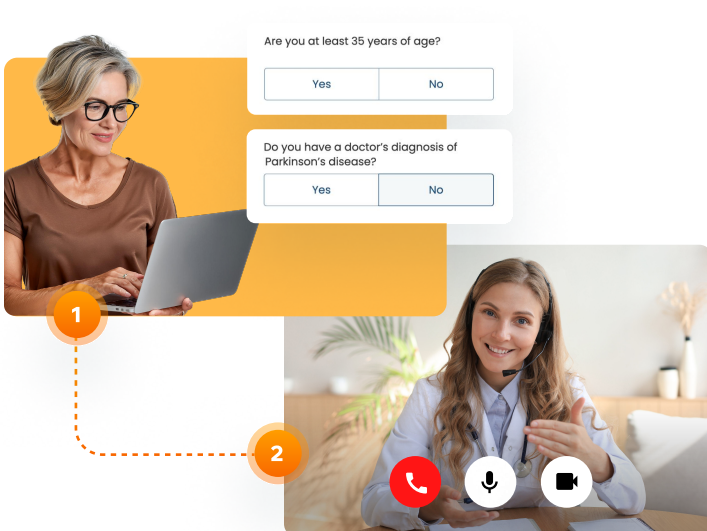 Are you at least 35 years of age?
Yes No
Do you have a doctor's diagnosis of
Parkinson's disease?
Yes No
1
2